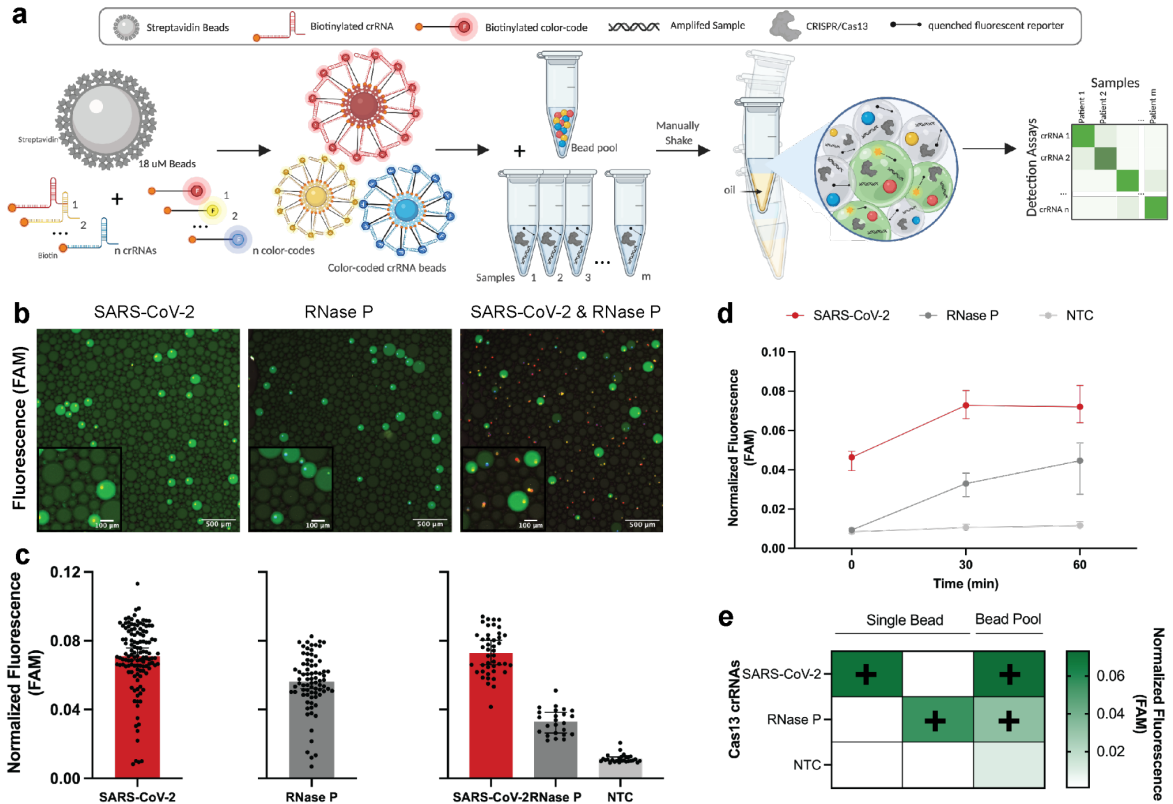 a
Streptavidin Beads
Biotinylated crRNA
Biotinylated color-code
Amplifed Sample
CRISPR/Cas13
quenched fluorescent reporter
Streptavidin
18 uM Beads
1
2
...
Biotin
n crRNAs
+
F
1
F
2
...
n color-codes
Color-coded crRNA beads
+
Bead pool
Samples
1
2
3
...
m
Manually
Shake
oil
Samples
Patient 1
Patient 2
...
Patient m
Detection Assays
crRNA 1
crRNA 2
...
crRNA n
...
b
SARS-CoV-2
RNase P
SARS-CoV-2 & RNase P
Fluorescence (FAM)
100 µm
500 µm
100 µm
500 µm
100 µm
500 µm
c
Normalized Fluorescence
(FAM)
0.12
0.08
0.04
0.00
SARS-CoV-2
RNase P
SARS-CoV-2
RNase P
NTC
d
SARS-CoV-2
RNase P
NTC
Normalized Fluorescence
(FAM)
0.10
0.08
0.06
0.04
0.02
0.00
0
30
60
Time (min)
e
Single Bead
Bead Pool
Cas13 crRNAs
SARS-CoV-2
RNase P
NTC
+
+
+
+
0.06
0.04
0.02
Normalized Fluorescence
(FAM)